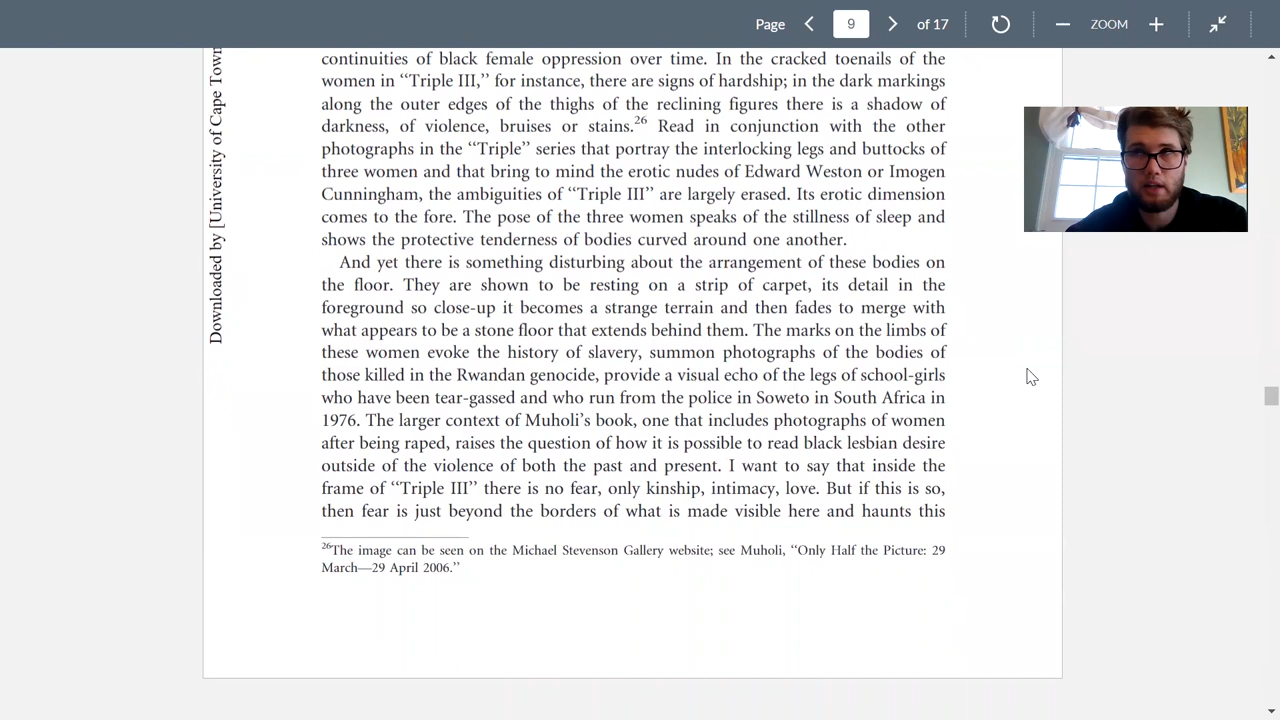 Page 9 of 17 ZOOM
Downloaded by [University of Cape Town
continuities of black female oppression over time. In the cracked toenails of the
women in “Triple III,” for instance, there are signs of hardship; in the dark markings
along the outer edges of the thighs of the reclining figures there is a shadow of
darkness, of violence, bruises or stains.26 Read in conjunction with the other
photographs in the “Triple” series that portray the interlocking legs and buttocks of
three women and that bring to mind the erotic nudes of Edward Weston or Imogen
Cunningham, the ambiguities of “Triple III” are largely erased. Its erotic dimension
comes to the fore. The pose of the three women speaks of the stillness of sleep and
shows the protective tenderness of bodies curved around one another.
And yet there is something disturbing about the arrangement of these bodies on
the floor. They are shown to be resting on a strip of carpet, its detail in the
foreground so close-up it becomes a strange terrain and then fades to merge with
what appears to be a stone floor that extends behind them. The marks on the limbs of
these women evoke the history of slavery, summon photographs of the bodies of
those killed in the Rwandan genocide, provide a visual echo of the legs of school-girls
who have been tear-gassed and who run from the police in Soweto in South Africa in
1976. The larger context of Muholi’s book, one that includes photographs of women
after being raped, raises the question of how it is possible to read black lesbian desire
outside of the violence of both the past and present. I want to say that inside the
frame of “Triple III” there is no fear, only kinship, intimacy, love. But if this is so,
then fear is just beyond the borders of what is made visible here and haunts this
26The image can be seen on the Michael Stevenson Gallery website; see Muholi, “Only Half the Picture: 29
March—29 April 2006.”